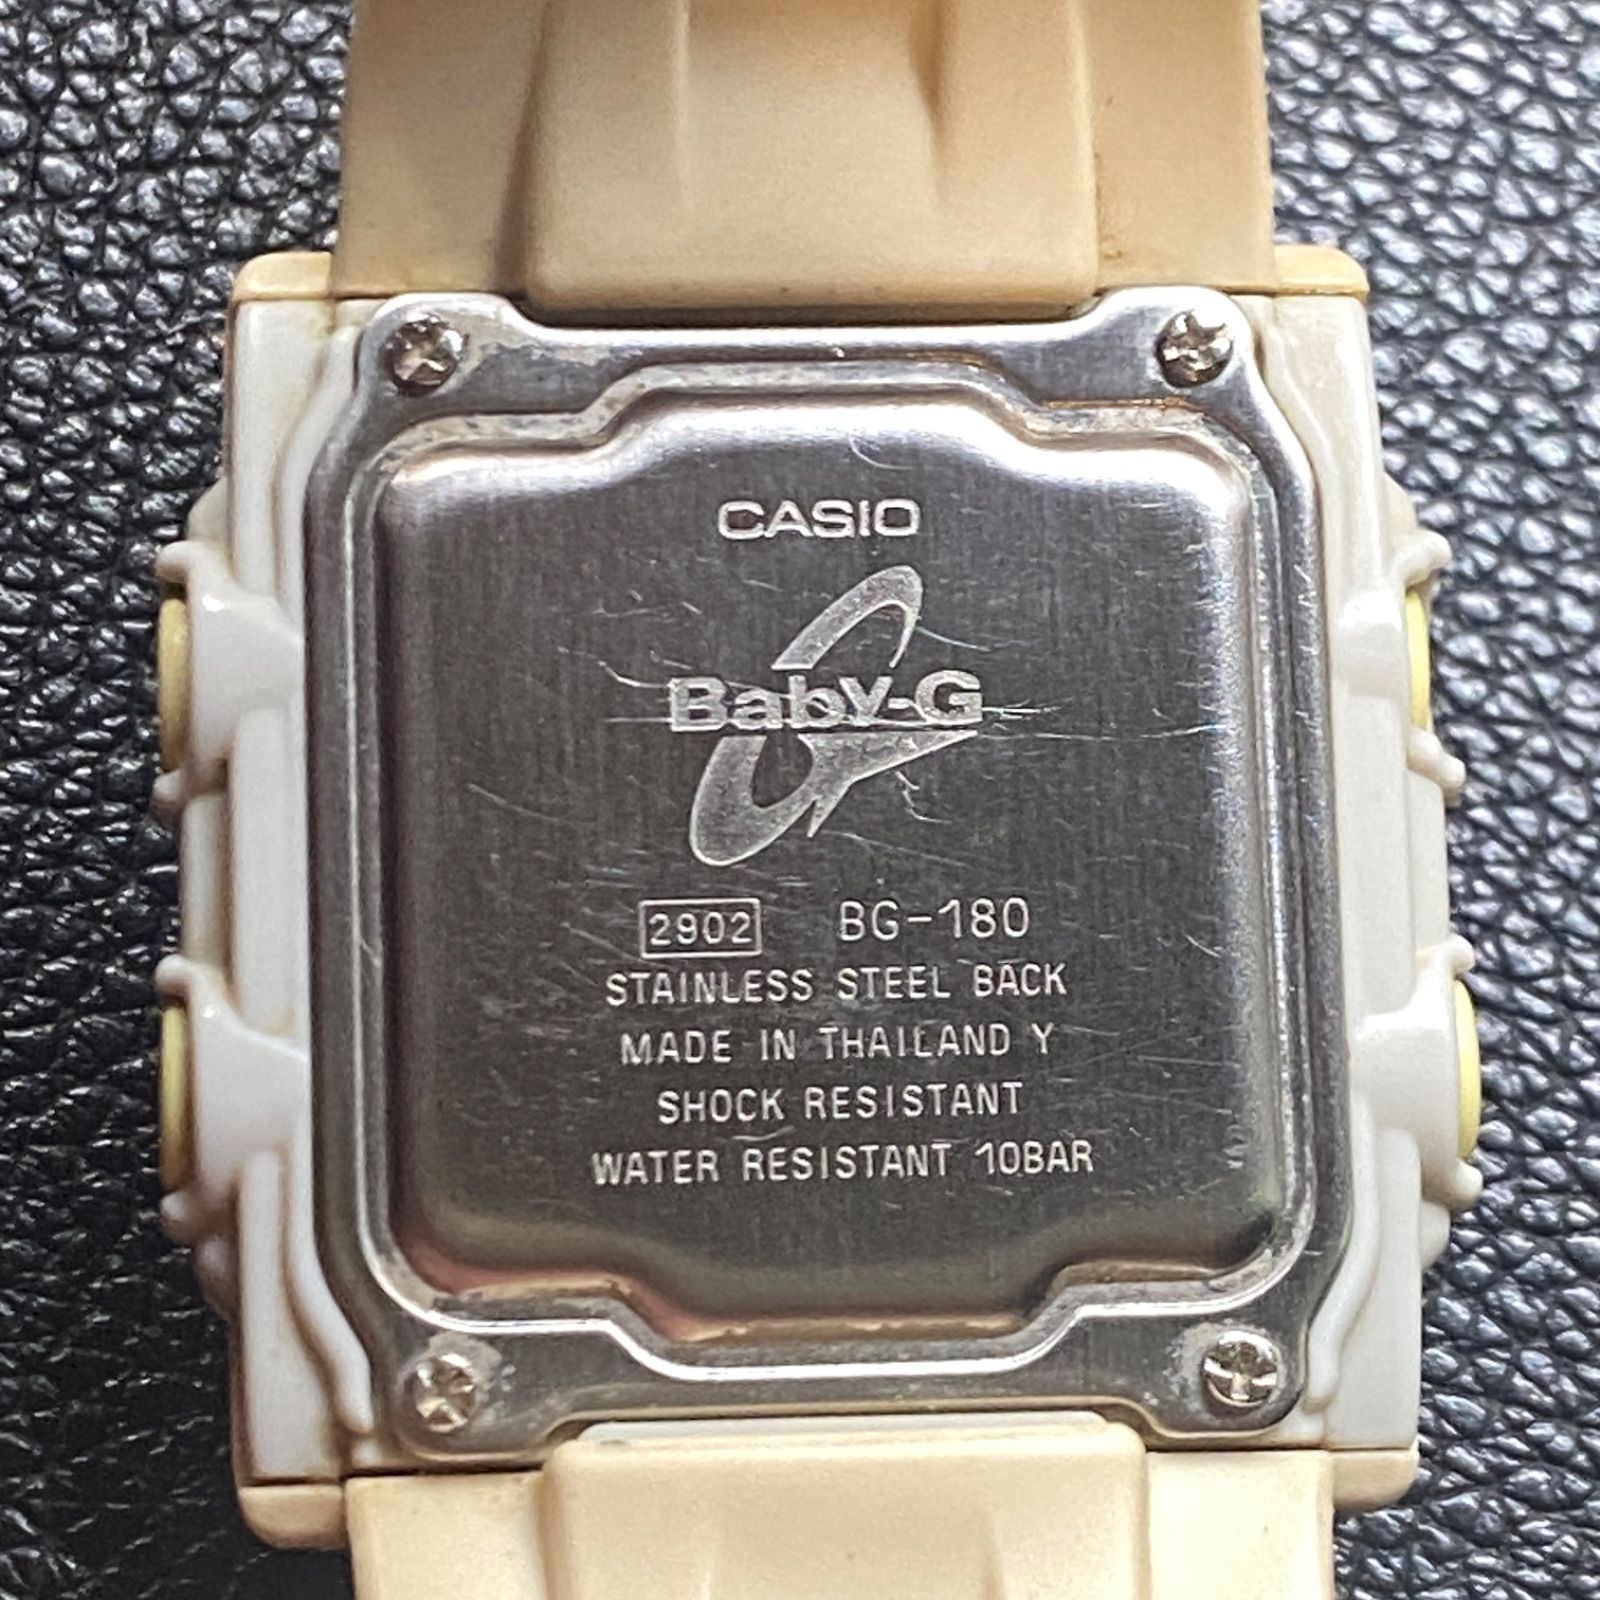 CASIO
Baby-G
2902 BG-180
STAINLESS STEEL BACK
MADE IN THAILAND Y
SHOCK RESISTANT
WATER RESISTANT 10BAR